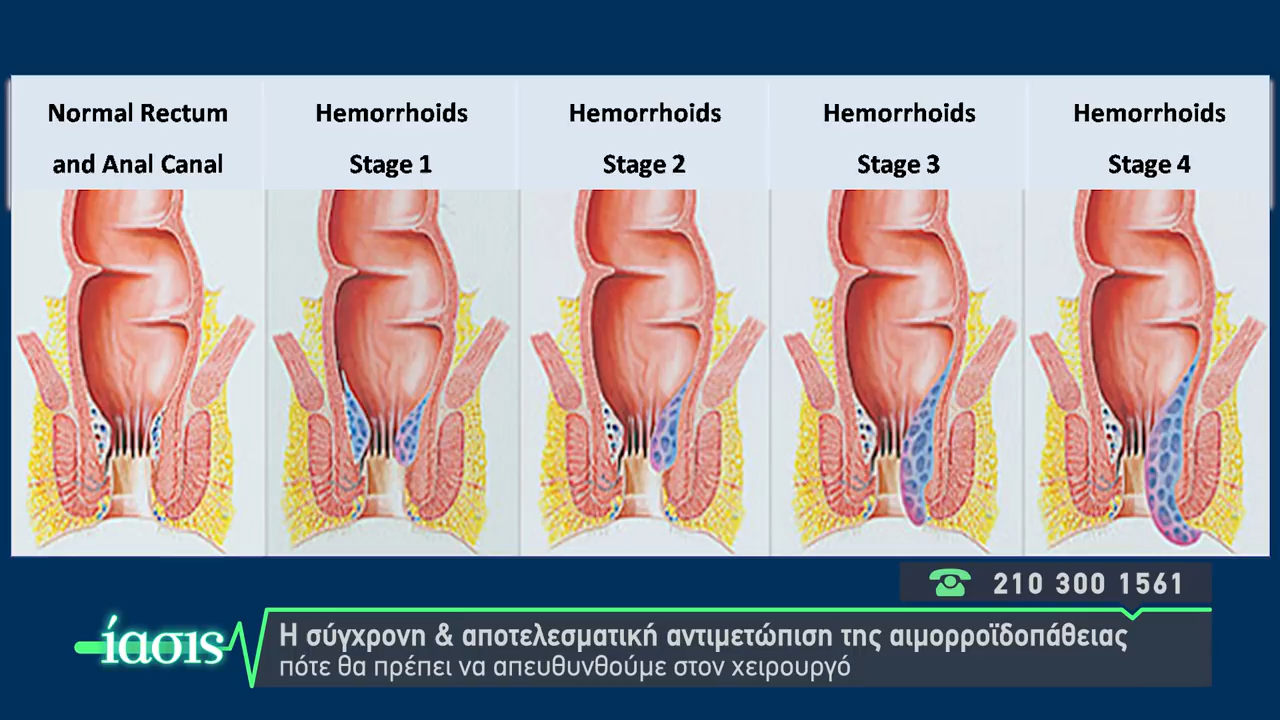 Normal Rectum
and Anal Canal
Hemorrhoids
Stage 1
Hemorrhoids
Stage 2
Hemorrhoids
Stage 3
Hemorrhoids
Stage 4
210 300 1561
ίασις
Η σύγχρονη & αποτελεσματική αντιμετώπιση της αιμορροϊδοπάθειας
πότε θα πρέπει να απευθυνθούμε στον χειρουργό